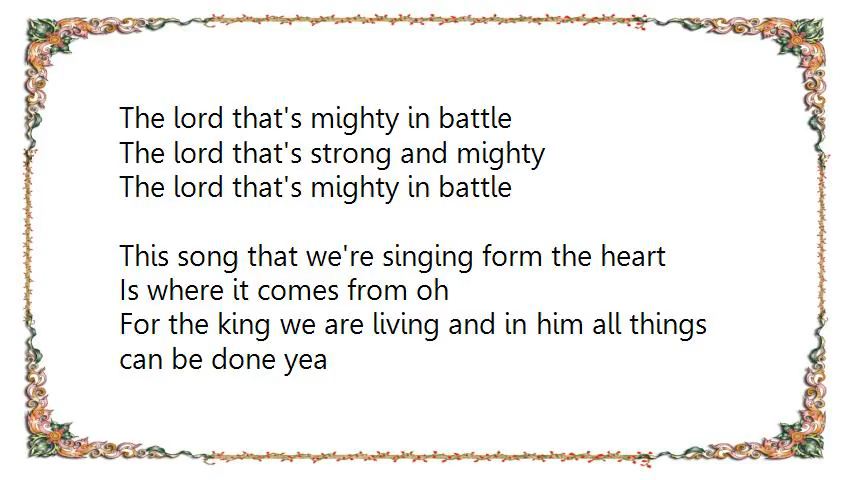 The lord that's mighty in battle
The lord that's strong and mighty
The lord that's mighty in battle
This song that we're singing form the heart
Is where it comes from oh
For the king we are living and in him all things
can be done yea